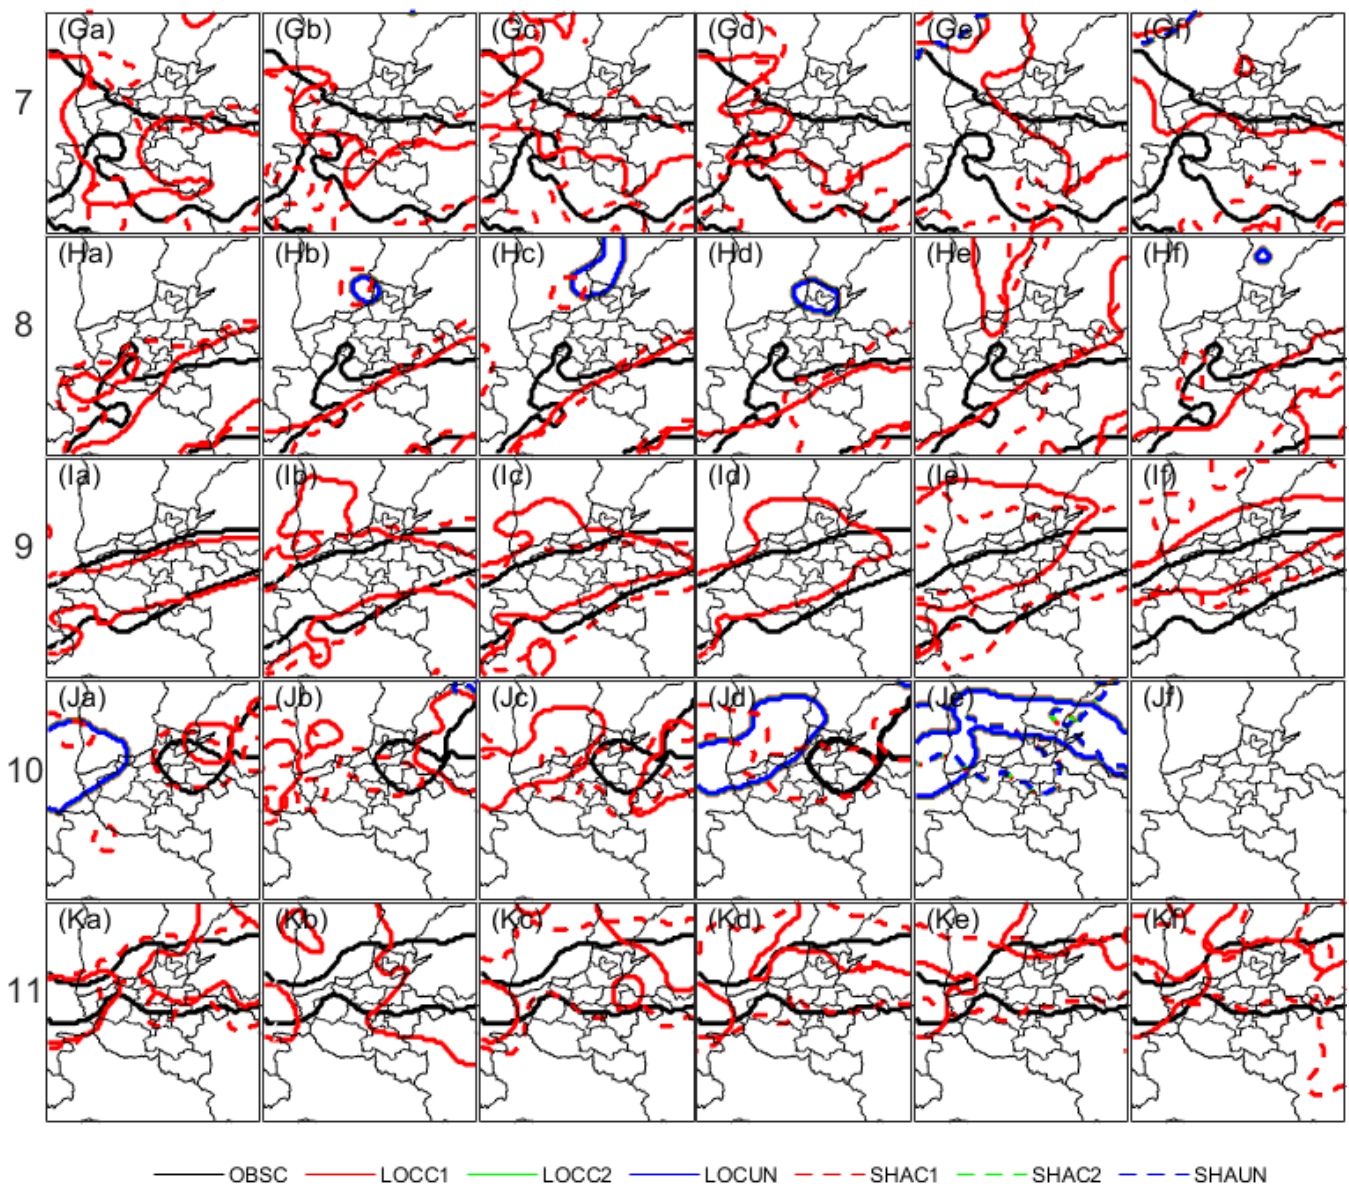 (Ga) (Gb) (Gc) (Gd) (Ge) (Gf)
7
(Ha) (Hb) (Hc) (Hd) (He) (Hf)
8
(Ia) (Ib) (Ic) (Id) (Ie) (If)
9
(Ja) (Jb) (Jc) (Jd) (Je) (Jf)
10
(Ka) (Kb) (Kc) (Kd) (Ke) (Kf)
11
OBSC LOCC1 LOCC2 LOCUN SHAC1 SHAC2 SHAUN